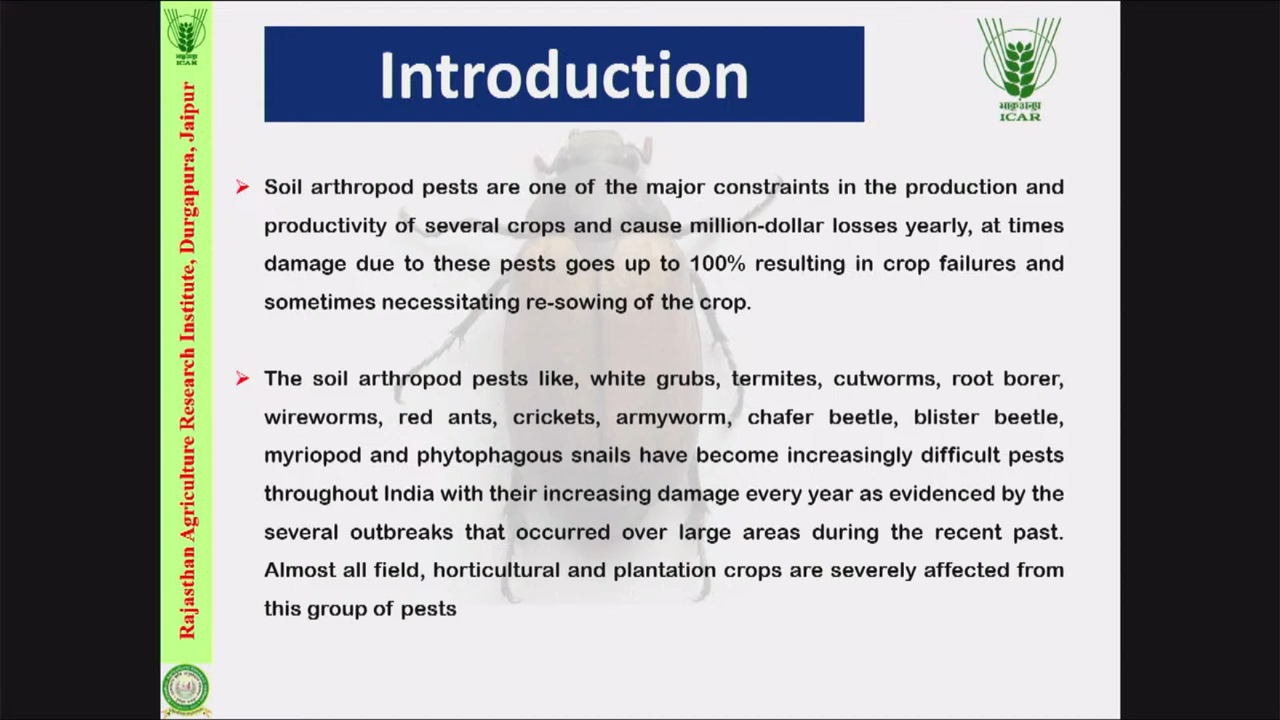 Introduction
ICAR
ICAR
Rajasthan Agriculture Research Institute, Durgapura, Jaipur
Soil arthropod pests are one of the major constraints in the production and
productivity of several crops and cause million-dollar losses yearly, at times
damage due to these pests goes up to 100% resulting in crop failures and
sometimes necessitating re-sowing of the crop.
The soil arthropod pests like, white grubs, termites, cutworms, root borer,
wireworms, red ants, crickets, armyworm, chafer beetle, blister beetle,
myriopod and phytophagous snails have become increasingly difficult pests
throughout India with their increasing damage every year as evidenced by the
several outbreaks that occurred over large areas during the recent past.
Almost all field, horticultural and plantation crops are severely affected from
this group of pests